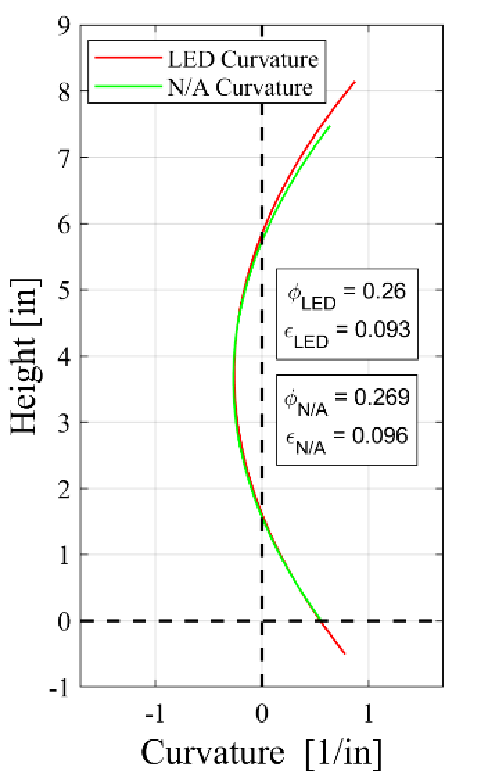 LED Curvature
N/A Curvature
9
8
7
6
5
4
3
2
1
0
-1
Height [in]
ϕLED = 0.26
ϵLED = 0.093
ϕN/A = 0.269
ϵN/A = 0.096
-1 0 1
Curvature [1/in]